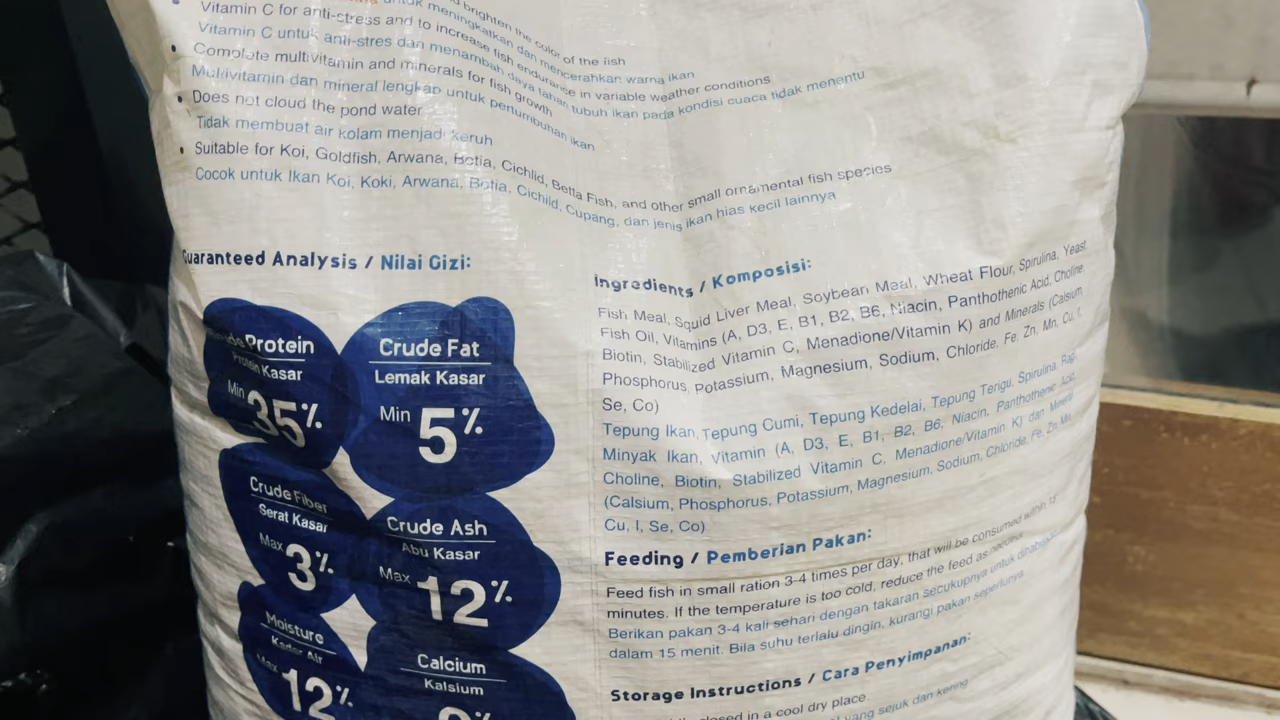 brighten the color of the fish
untuk meningkatkan dan mencerahkan warna ikan
• Vitamin C for anti-stress and to increase fish endurance in variable weather conditions
Vitamin C untuk anti-stres dan menambah daya tahan tubuh ikan pada kondisi cuaca tidak menentu
• Complete multivitamin and minerals for fish growth
Multivitamin dan mineral lengkap untuk pertumbuhan ikan
• Does not cloud the pond water
Tidak membuat air kolam menjadi keruh
• Suitable for Koi, Goldfish, Arwana, Botia, Cichlid, Betta Fish, and other small ornamental fish species
Cocok untuk Ikan Koi, Koki, Arwana, Botia, Cichild, Cupang, dan jenis ikan hias kecil lainnya
Guaranteed Analysis / Nilai Gizi:
Crude Protein
Protein Kasar
Min 35%
Crude Fat
Lemak Kasar
Min 5%
Crude Fiber
Serat Kasar
Max 3%
Crude Ash
Abu Kasar
Max 12%
Moisture
Kadar Air
Max 12%
Calcium
Kalsium
Ingredients / Komposisi:
Fish Meal, Squid Liver Meal, Soybean Meal, Wheat Flour, Spirulina, Yeast
Fish Oil, Vitamins (A, D3, E, B1, B2, B6, Niacin, Panthothenic Acid, Choline
Biotin, Stabilized Vitamin C, Menadione/Vitamin K) and Minerals (Calsium,
Phosphorus, Potassium, Magnesium, Sodium, Chloride, Fe, Zn, Mn, Cu, I,
Se, Co)
Tepung Ikan, Tepung Cumi, Tepung Kedelai, Tepung Terigu, Spirulina, Ragi,
Minyak Ikan, Vitamin (A, D3, E, B1, B2, B6, Niacin, Panthothenic Acid,
Choline, Biotin, Stabilized Vitamin C, Menadione/Vitamin K) dan Mineral
(Calsium, Phosphorus, Potassium, Magnesium, Sodium, Chloride, Fe, Zn, Mn,
Cu, I, Se, Co)
Feeding / Pemberian Pakan:
Feed fish in small ration 3-4 times per day, that will be consumed within 15
minutes. If the temperature is too cold, reduce the feed as
Berikan pakan 3-4 kali sehari dengan takaran secukupnya untuk dihabiskan
dalam 15 menit. Bila suhu terlalu dingin, kurangi pakan seperlunya
Storage Instructions / Cara Penyimpanan:
closed in a cool dry place.
yang sejuk dan kering